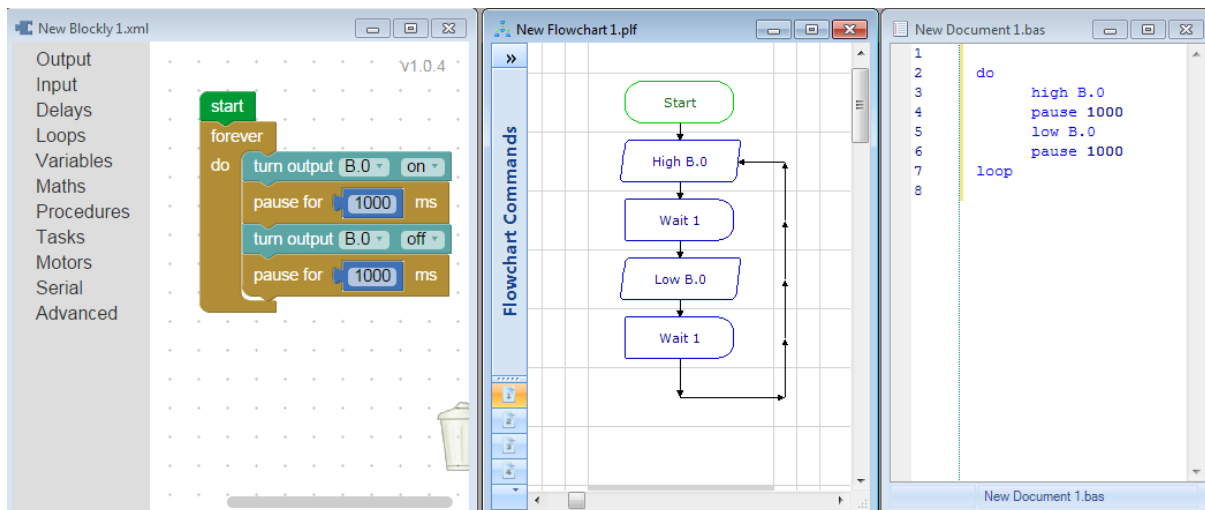 New Blockly 1.xml
Output
Input
Delays
Loops
Variables
Maths
Procedures
Tasks
Motors
Serial
Advanced
v1.0.4
start
forever
do turn output B.0 on
pause for 1000 ms
turn output B.0 off
pause for 1000 ms
New Flowchart 1.plf
»
Flowchart Commands
Start
High B.0
Wait 1
Low B.0
Wait 1
1
2
3
4
New Document 1.bas
1
2 do
3 high B.0
4 pause 1000
5 low B.0
6 pause 1000
7 loop
8
New Document 1.bas